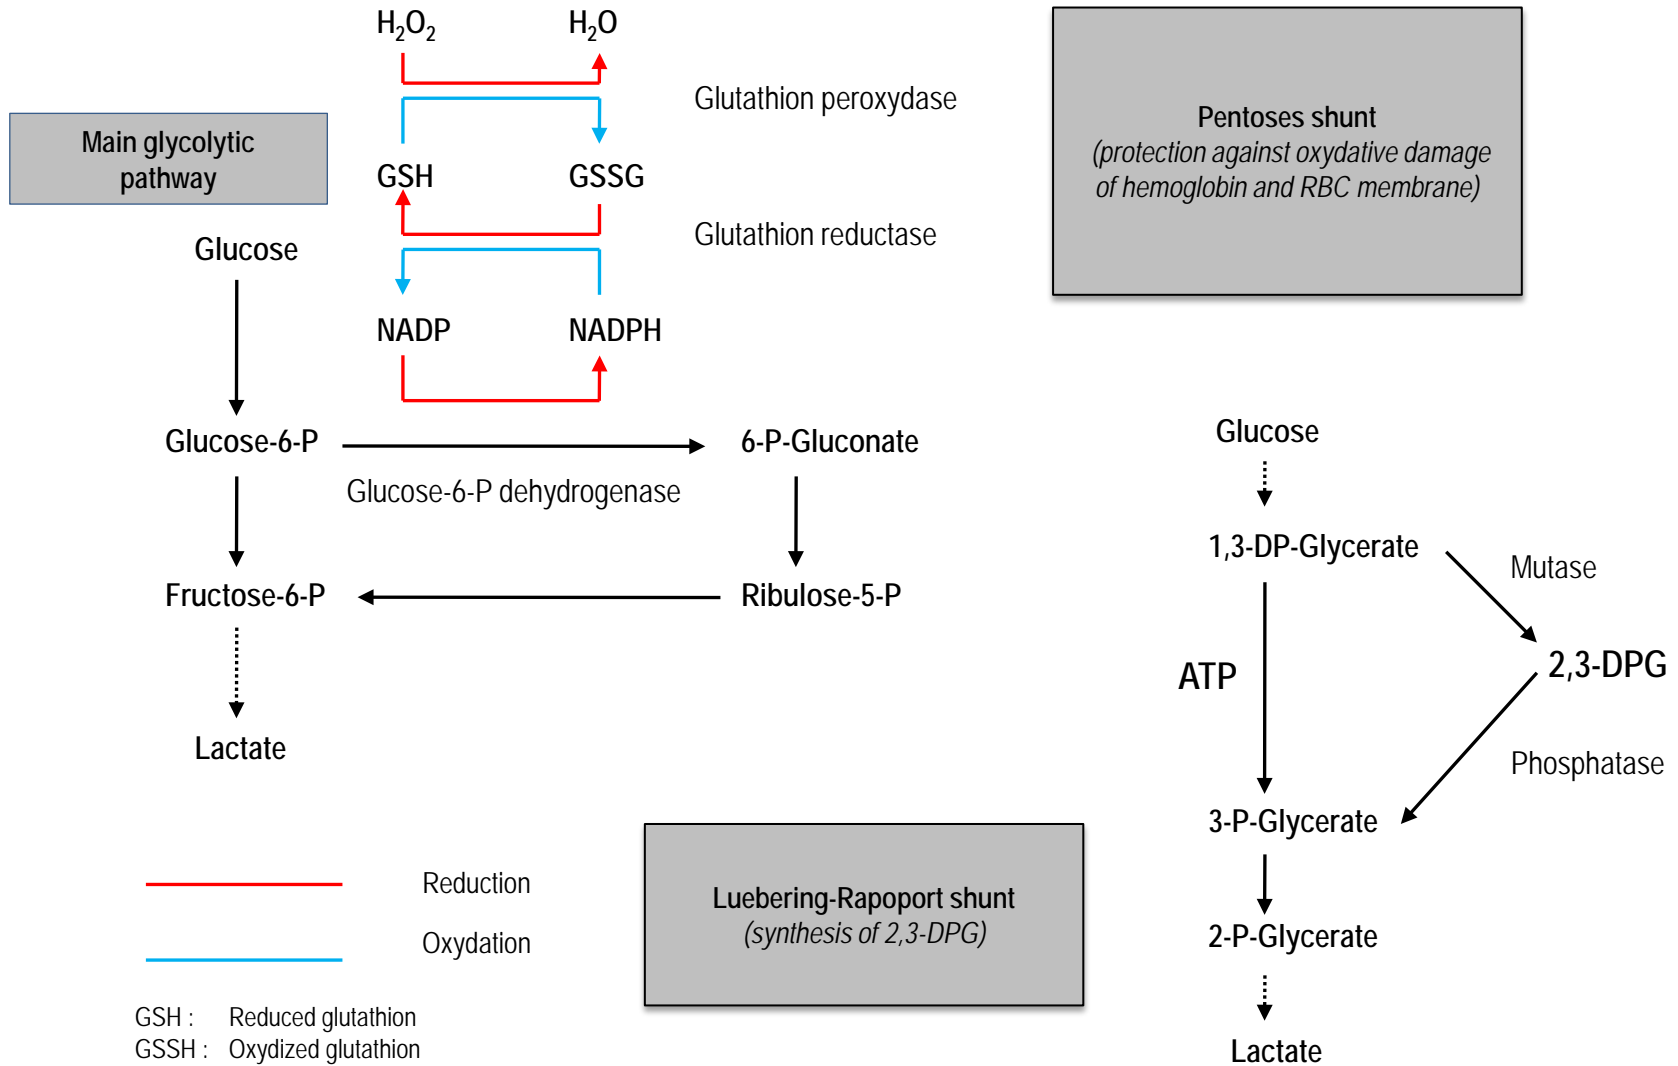 H₂O₂
H₂O
Glutathion peroxydase
Pentoses shunt
(protection against oxydative damage
of hemoglobin and RBC membrane)
Main glycolytic
pathway
GSH
GSSG
Glutathion reductase
Glucose
NADP
NADPH
Glucose-6-P
6-P-Gluconate
Glucose-6-P dehydrogenase
Fructose-6-P
Ribulose-5-P
Lactate
Glucose
1,3-DP-Glycerate
Mutase
ATP
2,3-DPG
Phosphatase
3-P-Glycerate
2-P-Glycerate
Lactate
Luebering-Rapoport shunt
(synthesis of 2,3-DPG)
Reduction
Oxydation
GSH : Reduced glutathion
GSSH : Oxydized glutathion